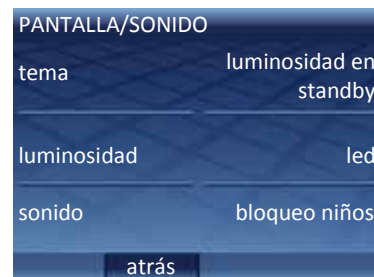 PANTALLA/SONIDO
tema
luminosidad en
standby
luminosidad
led
sonido
bloqueo niños
atrás